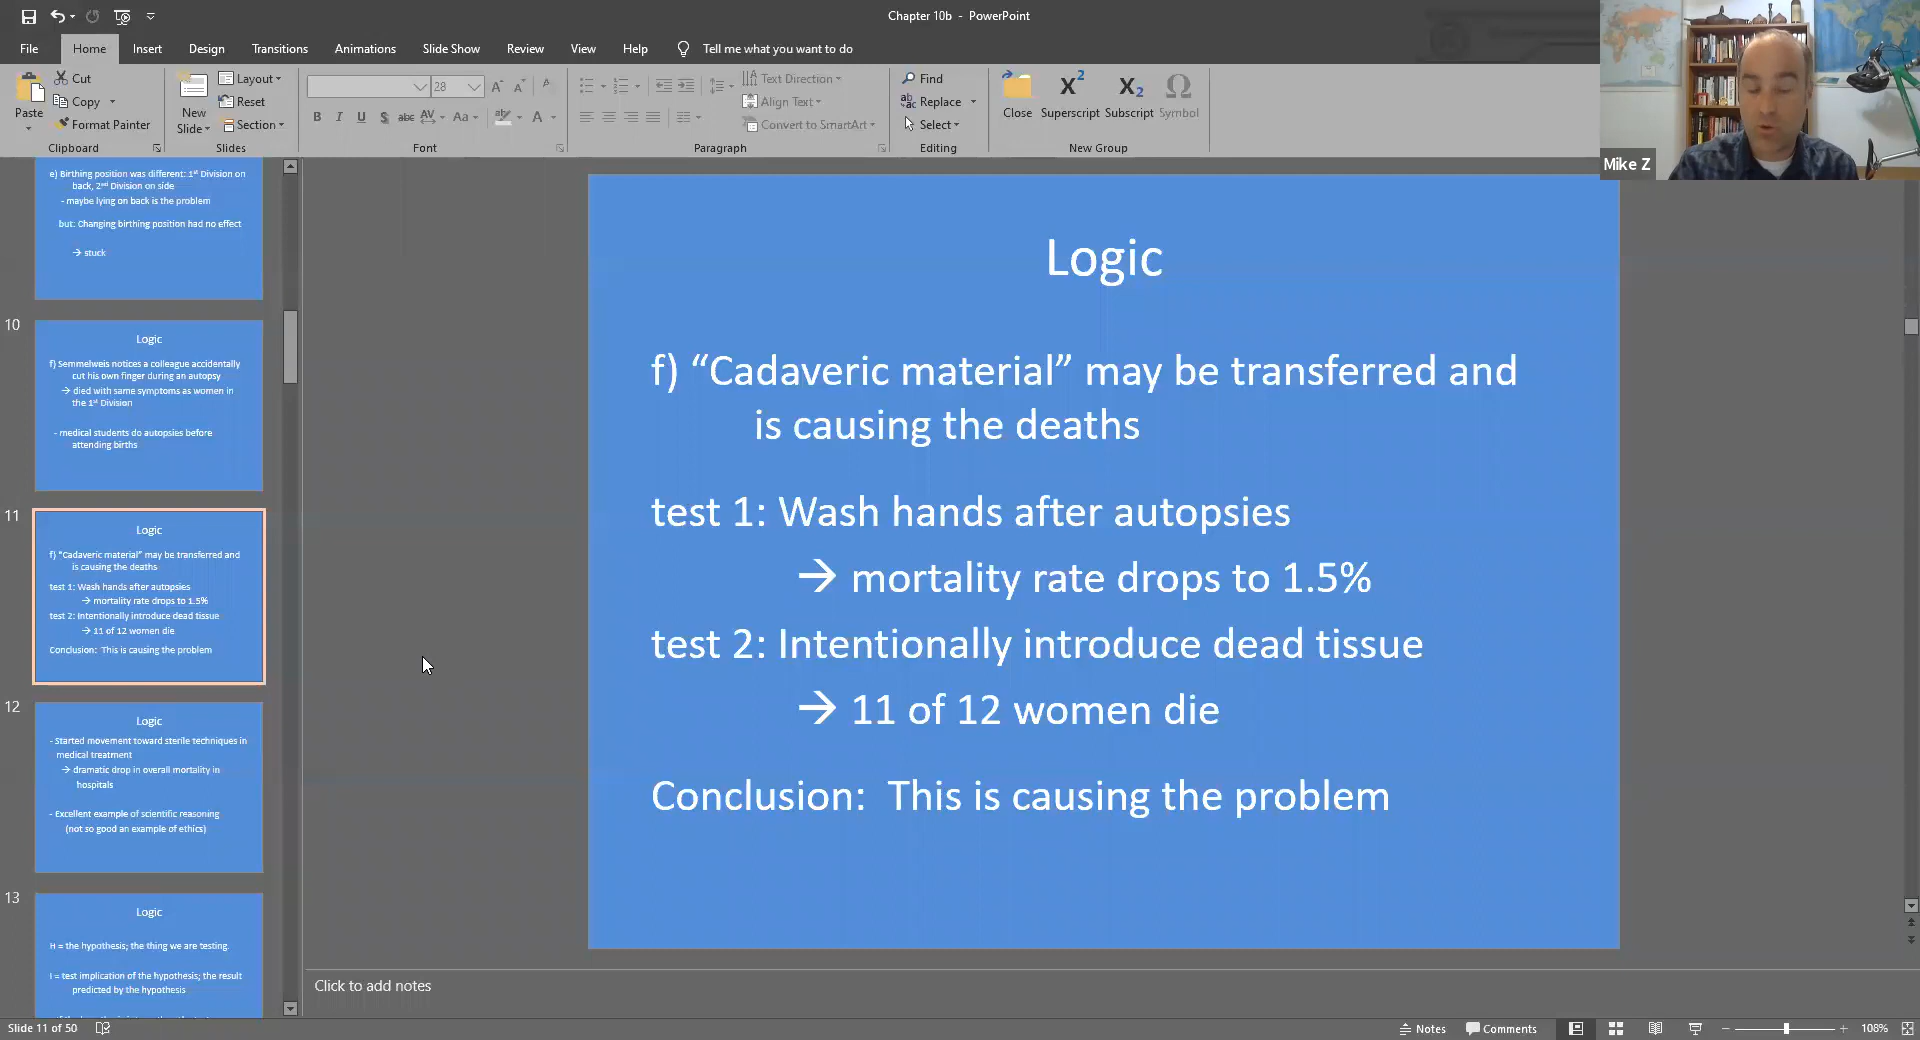 Chapter 10b - PowerPoint
File Home Insert Design Transitions Animations Slide Show Review View Help Tell me what you want to do
Paste
Cut
Copy
Format Painter
Clipboard
New
Slide
Layout
Reset
Section
Slides
28
B I U S abc AV Aa A
Font
Text Direction
Align Text
Convert to SmartArt
Paragraph
Find
Replace
Select
Editing
Close
X² Superscript
X₂ Subscript
Ω Symbol
New Group
Mike Z
e) Birthing position was different: 1st Division on
back, 2nd Division on side
- maybe lying on back is the problem
but: Changing birthing position had no effect
→ stuck
10
Logic
f) Semmelweis notices a colleague accidentally
cut his own finger during an autopsy
→ died with same symptoms as women in
the 1st Division
- medical students do autopsies before
attending births
11
Logic
f) “Cadaveric material” may be transferred and
is causing the deaths
test 1: Wash hands after autopsies
→ mortality rate drops to 1.5%
test 2: Intentionally introduce dead tissue
→ 11 of 12 women die
Conclusion: This is causing the problem
12
Logic
- Started movement toward sterile techniques in
medical treatment
→ dramatic drop in overall mortality in
hospitals
- Excellent example of scientific reasoning
(not so good an example of ethics)
13
Logic
H = the hypothesis; the thing we are testing.
I = test implication of the hypothesis; the result
predicted by the hypothesis
Logic
f) “Cadaveric material” may be transferred and
is causing the deaths
test 1: Wash hands after autopsies
→ mortality rate drops to 1.5%
test 2: Intentionally introduce dead tissue
→ 11 of 12 women die
Conclusion:  This is causing the problem
Click to add notes
Slide 11 of 50
Notes
Comments
108%